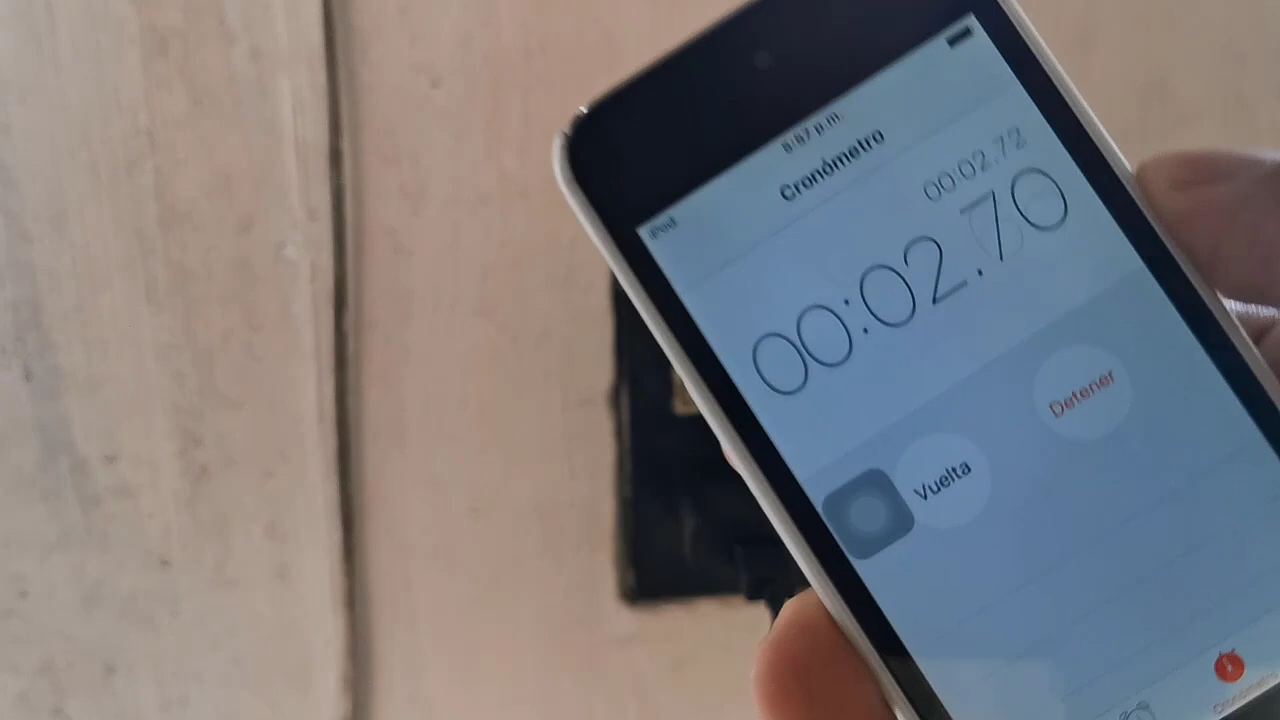 iPod
p.m.
Cronómetro
00:02.72
00:02.70
Vuelta
Detener